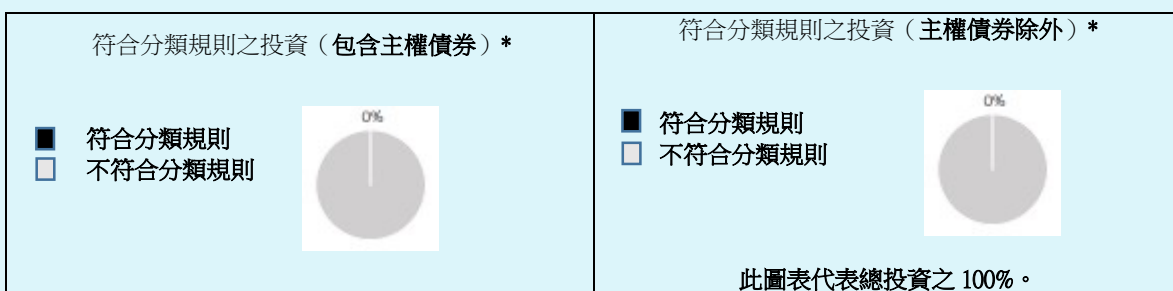 符合分類規則之投資（包含主權債券）*
0%
符合分類規則
不符合分類規則
符合分類規則之投資（主權債券除外）*
0%
符合分類規則
不符合分類規則
此圖表代表總投資之 100%。